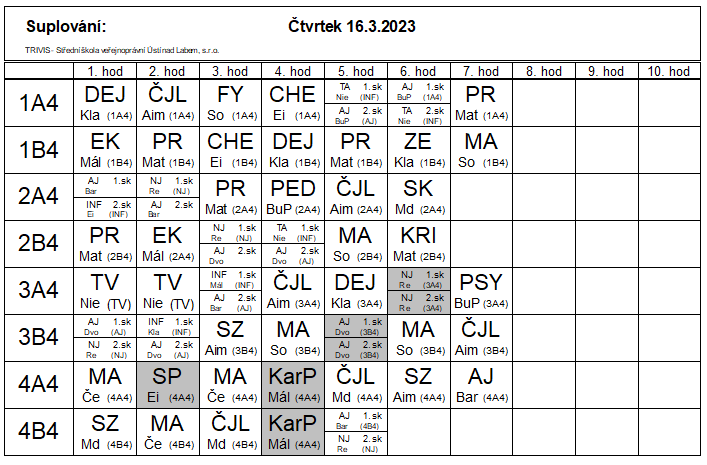 Suplování: Čtvrtek 16.3.2023
TRIVIS - Střední škola veřejnoprávní Ústí nad Labem, s.r.o.
1. hod 2. hod 3. hod 4. hod 5. hod 6. hod 7. hod 8. hod 9. hod 10. hod
1A4 DEJ ČJL FY CHE TA 1.sk AJ 1.sk PR
Nie (INF) BuP (1A4)
Kla (1A4) Aim (1A4) So (1A4) Ei (1A4) AJ 2.sk TA 2.sk Mat (1A4)
BuP (AJ) Nie (INF)
1B4 EK PR CHE DEJ PR ZE MA
Mál (1B4) Mat (1B4) Ei (1B4) Kla (1B4) Mat (1B4) Kla (1B4) So (1B4)
2A4 AJ 1.sk NJ 1.sk PR PED ČJL SK
Bar Re (NJ)
INF 2.sk AJ 2.sk Mat (2A4) BuP (2A4) Aim (2A4) Md (2A4)
Ei (INF) Bar
2B4 PR EK NJ 1.sk TA 1.sk MA KRI
Re (NJ) Nie (INF)
Mat (2B4) Mál (2A4) AJ 2.sk AJ 2.sk So (2B4) Mat (2B4)
Dvo Dvo (AJ)
3A4 TV TV INF 1.sk ČJL DEJ NJ 1.sk PSY
Mál (INF) Re (3A4)
Nie (TV) Nie (TV) AJ 2.sk Aim (3A4) Kla (3A4) NJ 2.sk BuP (3A4)
Bar (AJ) Re (3A4)
3B4 AJ 1.sk INF 1.sk SZ MA AJ 1.sk MA ČJL
Dvo (AJ) Kla (INF) Dvo (3B4)
NJ 2.sk AJ 2.sk Aim (3B4) So (3B4) AJ 2.sk So (3B4) Aim (3B4)
Re (NJ) Dvo (AJ) Dvo (3B4)
4A4 MA SP MA KarP ČJL SZ AJ
Če (4A4) Ei (4A4) Če (4A4) Mál (4A4) Md (4A4) Aim (4A4) Bar (4A4)
4B4 SZ MA ČJL KarP AJ 1.sk
Bar (4B4)
Md (4B4) Če (4B4) Md (4B4) Mál (4A4) NJ 2.sk
Re (NJ)